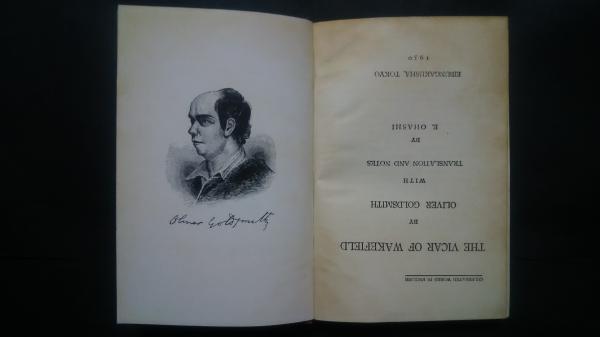 Oliver Goldsmith
CELEBRATED WORKS IN ENGLISH
THE VICAR OF WAKEFIELD
BY
OLIVER GOLDSMITH
WITH
TRANSLATION AND NOTES
BY
E. OHASHI
EIBUNGAKUSHA, TOKYO
1950